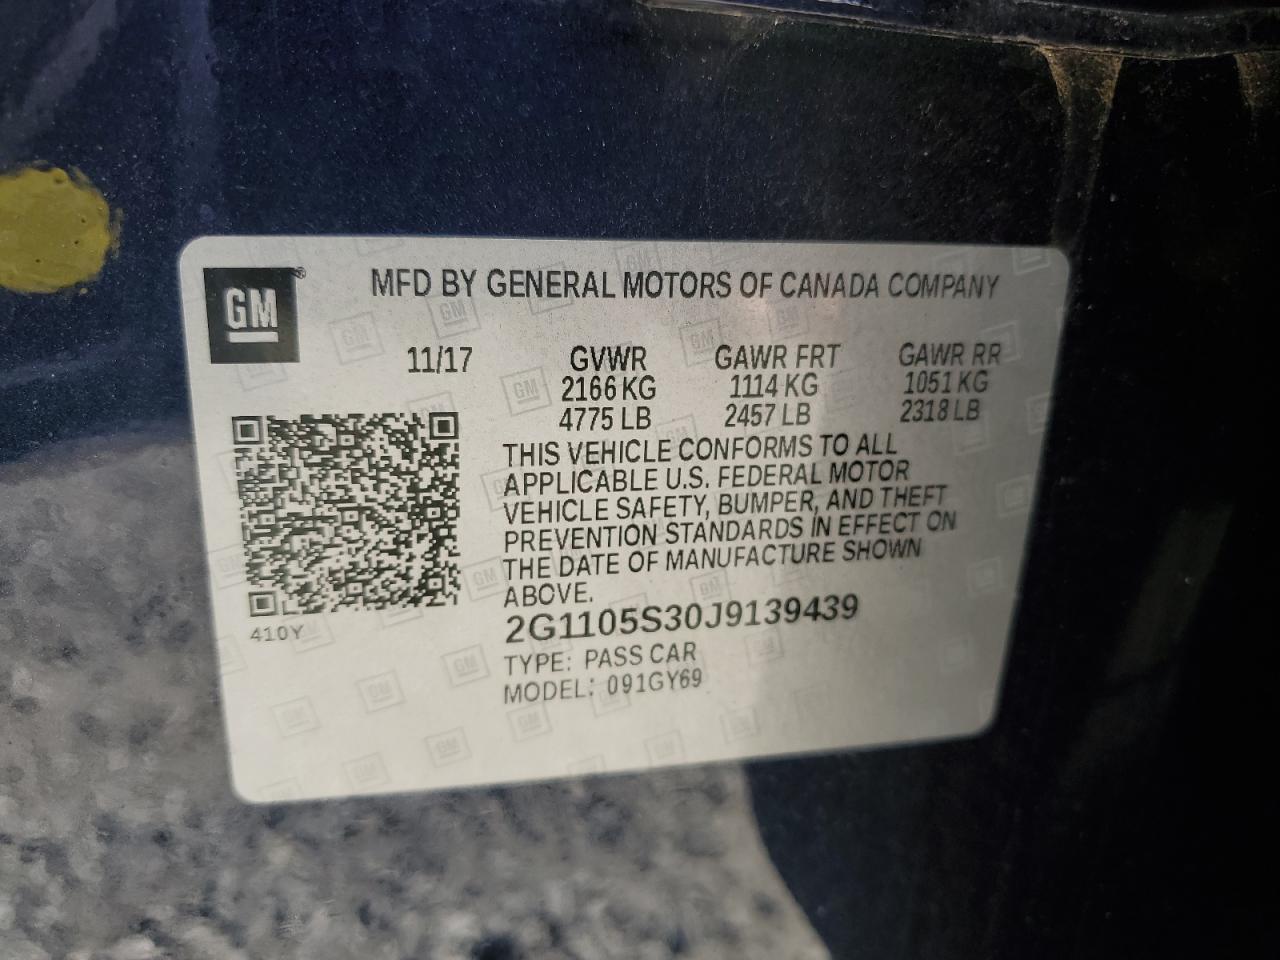 GM
MFD BY GENERAL MOTORS OF CANADA COMPANY
11/17 GVWR GAWR FRT GAWR RR
2166 KG 1114 KG 1051 KG
4775 LB 2457 LB 2318 LB
THIS VEHICLE CONFORMS TO ALL
APPLICABLE U.S. FEDERAL MOTOR
VEHICLE SAFETY, BUMPER, AND THEFT
PREVENTION STANDARDS IN EFFECT ON
THE DATE OF MANUFACTURE SHOWN
ABOVE.
410Y
2G1105S30J9139439
TYPE: PASS CAR
MODEL: 091GY69